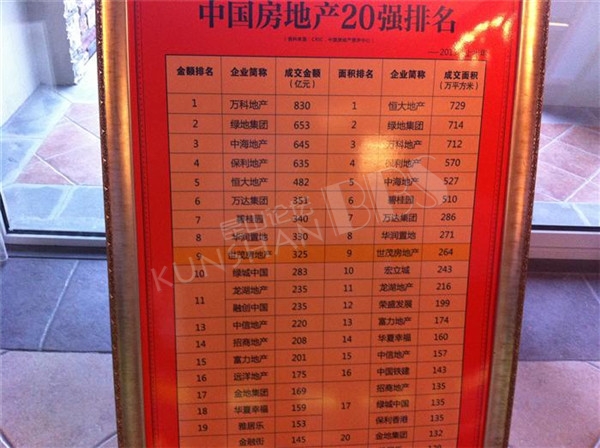 中国房地产20强排名
金额排名 企业简称 成交金额(亿元) 面积排名 企业简称 成交面积(万平方米)
1 万科地产 830 1 恒大地产 729
2 绿地集团 653 2 绿地集团 714
3 中海地产 645 3 万科地产 712
4 保利地产 635 4 保利地产 570
5 恒大地产 482 5 中海地产 527
6 万达集团 351 6 碧桂园 510
7 碧桂园 340 7 万达集团 286
8 华润置地 330 8 华润置地 271
9 世茂房地产 325 9 世茂房地产 264
10 绿城中国 283 10 宏立城 243
11 龙湖地产 235 11 龙湖地产 216
融创中国 235 12 荣盛发展 199
13 中信地产 220 13 富力地产 174
14 招商地产 208 14 华夏幸福 160
15 富力地产 201 15 中信地产 157
16 远洋地产 175 16 中国铁建 143
17 金地集团 169 17 招商地产 135
18 华夏幸福 159 绿城中国 135
19 雅居乐 153 保利香港 135
金融街 145 20 金地集团 132
KUNSHAN BBS